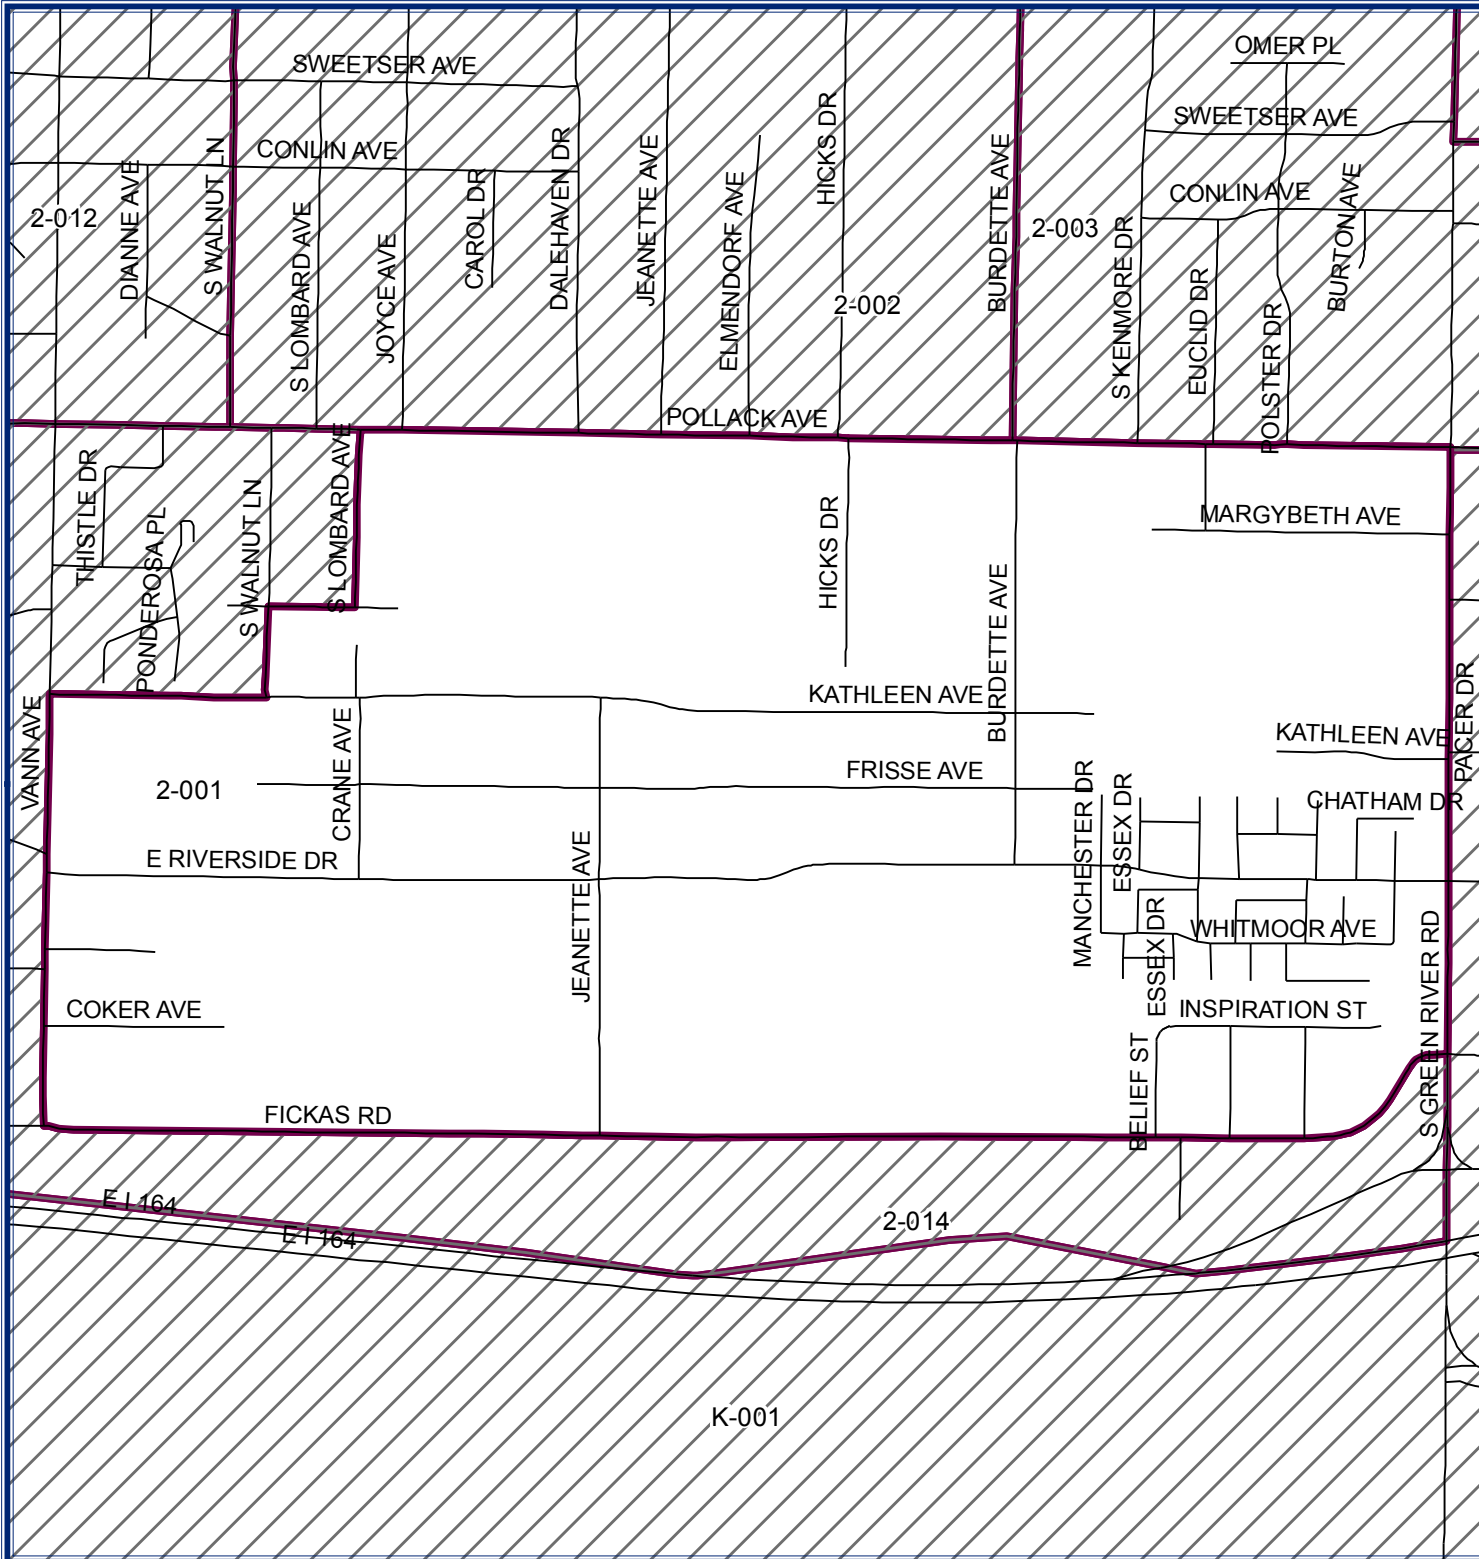 OMER PL
SWEETSER AVE
SWEETSER AVE
CONLIN AVE
CONLIN AVE
2-012
DIANNE AVE
S WALNUT LN
S LOMBARD AVE
JOYCE AVE
CAROL DR
DALEHAVEN DR
JEANETTE AVE
ELMENDORF AVE
HICKS DR
2-002
BURDETTE AVE
2-003
S KENMORE DR
EUCLID DR
POLSTER DR
BURTON AVE
POLLACK AVE
THISTLE DR
PONDEROSA PL
S WALNUT LN
S LOMBARD AVE
HICKS DR
BURDETTE AVE
MARGYBETH AVE
VANN AVE
KATHLEEN AVE
KATHLEEN AVE
PACER DR
2-001
CRANE AVE
FRISSE AVE
MANCHESTER DR
ESSEX DR
CHATHAM DR
E RIVERSIDE DR
JEANETTE AVE
ESSEX DR
WHITMOOR AVE
S GREEN RIVER RD
COKER AVE
INSPIRATION ST
BELIEF ST
FICKAS RD
E I 164
E I 164
2-014
K-001